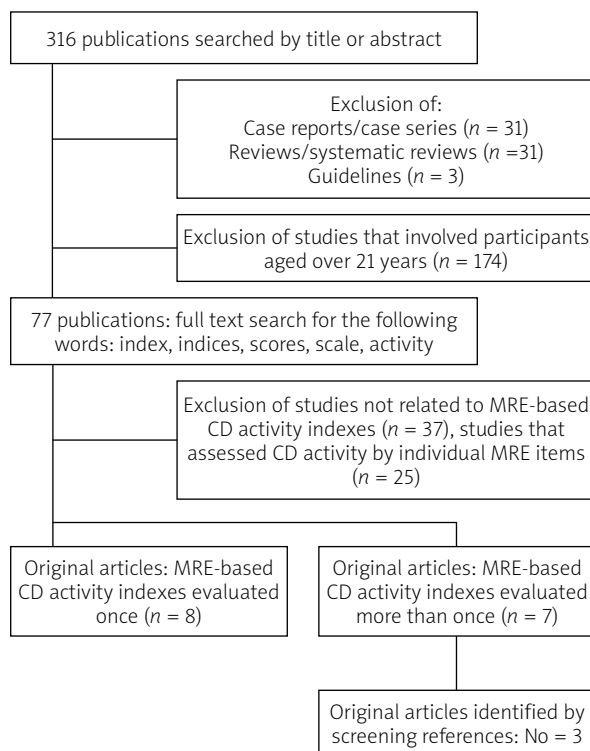 316 publications searched by title or abstract
Exclusion of:
Case reports/case series (n = 31)
Reviews/systematic reviews (n =31)
Guidelines (n = 3)
Exclusion of studies that involved participants
aged over 21 years (n = 174)
77 publications: full text search for the following
words: index, indices, scores, scale, activity
Exclusion of studies not related to MRE-based
CD activity indexes (n = 37), studies that
assessed CD activity by individual MRE items
(n = 25)
Original articles: MRE-based
CD activity indexes evaluated
once (n = 8)
Original articles: MRE-based
CD activity indexes evaluated
more than once (n = 7)
Original articles identified by
screening references: No = 3